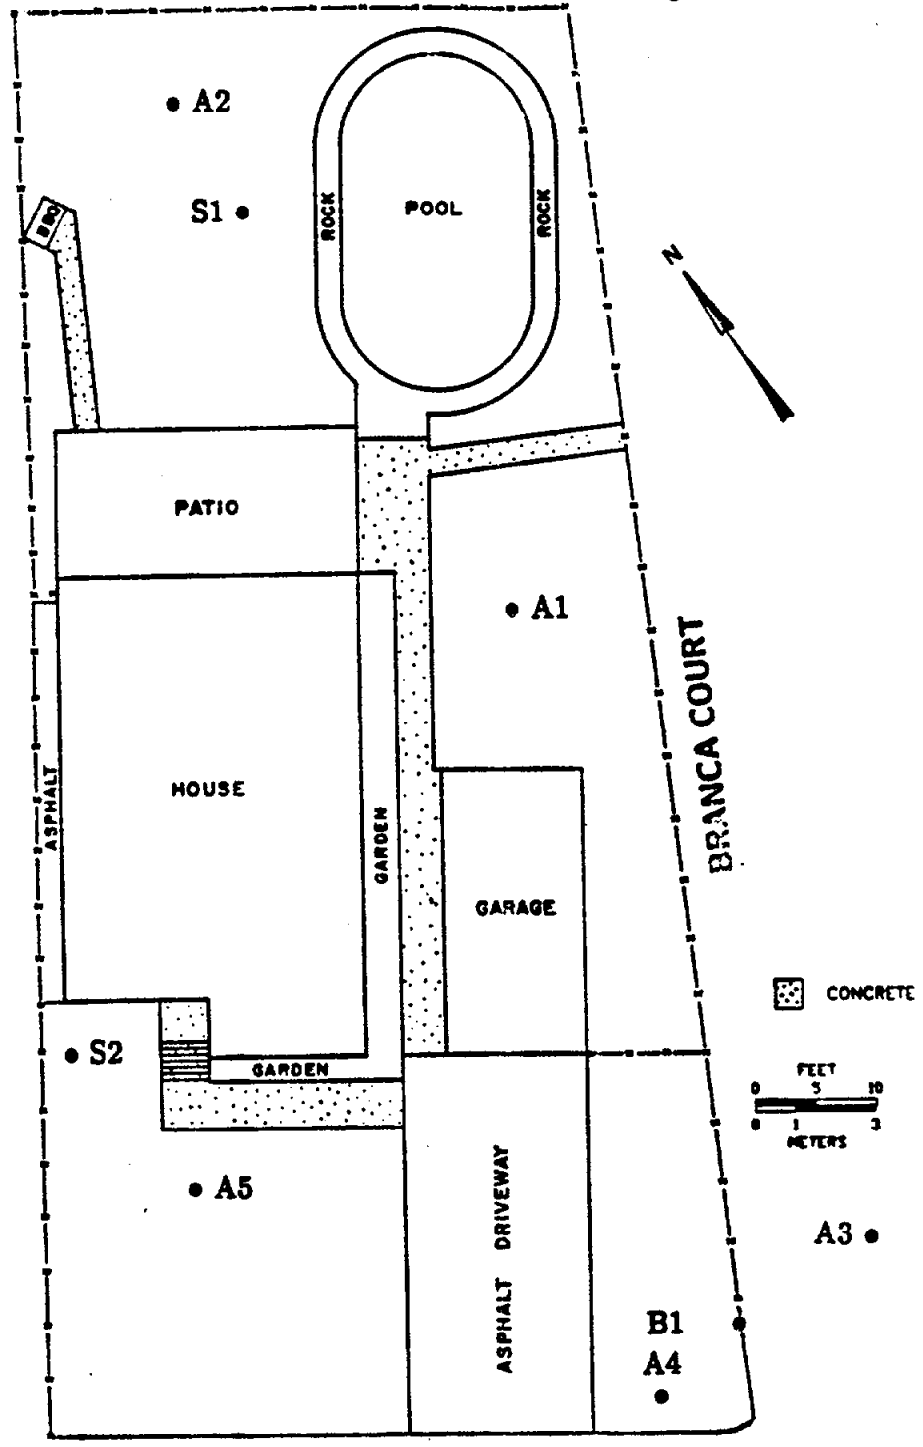 A2
S1
BBQ
ROCK
POOL
ROCK
N
PATIO
A1
BRANCA COURT
ASPHALT
HOUSE
GARDEN
GARAGE
CONCRETE
S2
GARDEN
FEET
0 5 10
0 1 3
METERS
A5
ASPHALT DRIVEWAY
A3
B1
A4